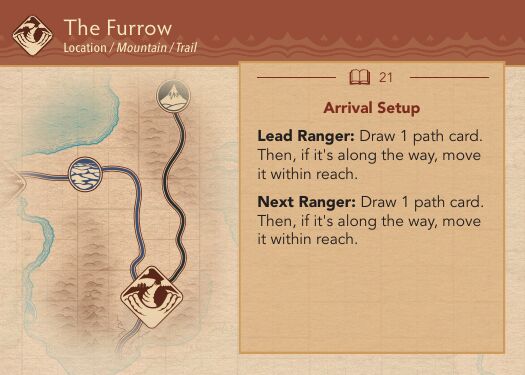 The Furrow
Location / Mountain / Trail
21
Arrival Setup
Lead Ranger: Draw 1 path card.
Then, if it's along the way, move
it within reach.
Next Ranger: Draw 1 path card.
Then, if it's along the way, move
it within reach.